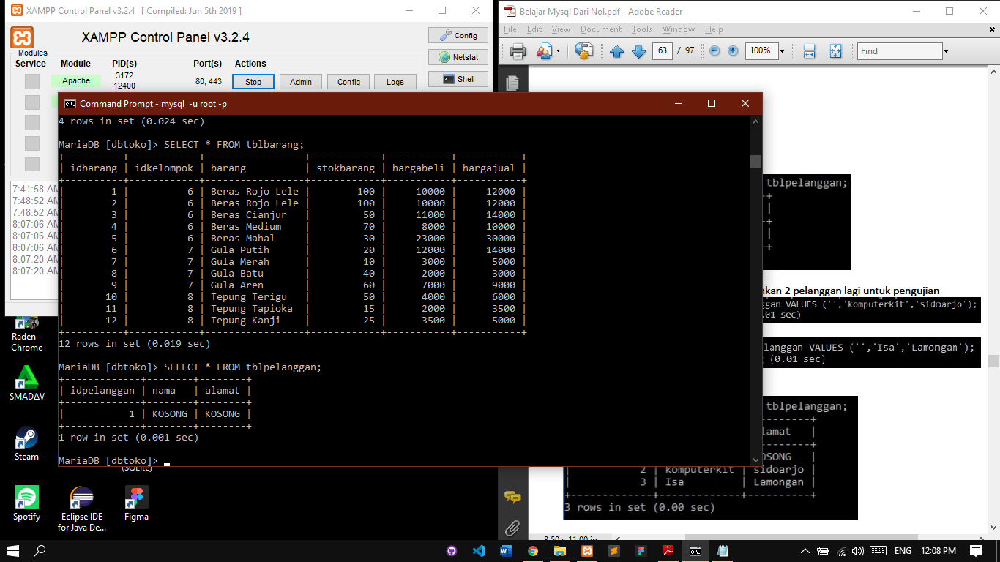 XAMPP Control Panel v3.2.4 [ Compiled: Jun 5th 2019 ]
XAMPP Control Panel v3.2.4
Config
Netstat
Shell
Modules
Service Module PID(s) Port(s) Actions
Apache 3172 12400 80, 443 Stop Admin Config Logs
7:41:58 AM
7:48:52 AM
7:48:52 AM
8:07:06 AM
8:07:06 AM
8:07:06 AM
8:07:20 AM
8:07:20 AM
Belajar Mysql Dari Nol.pdf - Adobe Reader
File Edit View Document Tools Window Help
63 / 97 100% Find
Command Prompt - mysql -u root -p
4 rows in set (0.024 sec)
MariaDB [dbtoko]> SELECT * FROM tblbarang;
+-----------+------------+------------------+------------+-----------+-----------+
| idbarang | idkelompok | barang | stokbarang | hargabeli | hargajual |
+-----------+------------+------------------+------------+-----------+-----------+
| 1 | 6 | Beras Rojo Lele | 100 | 10000 | 12000 |
| 2 | 6 | Beras Rojo Lele | 100 | 10000 | 12000 |
| 3 | 6 | Beras Cianjur | 50 | 11000 | 14000 |
| 4 | 6 | Beras Medium | 70 | 8000 | 10000 |
| 5 | 6 | Beras Mahal | 30 | 23000 | 30000 |
| 6 | 7 | Gula Putih | 20 | 12000 | 14000 |
| 7 | 7 | Gula Merah | 10 | 3000 | 5000 |
| 8 | 7 | Gula Batu | 40 | 2000 | 3000 |
| 9 | 7 | Gula Aren | 60 | 7000 | 9000 |
| 10 | 8 | Tepung Terigu | 50 | 4000 | 6000 |
| 11 | 8 | Tepung Tapioka | 15 | 2000 | 3500 |
| 12 | 8 | Tepung Kanji | 25 | 3500 | 5000 |
+-----------+------------+------------------+------------+-----------+-----------+
12 rows in set (0.019 sec)
MariaDB [dbtoko]> SELECT * FROM tblpelanggan;
+-------------+--------+--------+
| idpelanggan | nama | alamat |
+-------------+--------+--------+
| 1 | KOSONG | KOSONG |
+-------------+--------+--------+
1 row in set (0.001 sec)
MariaDB [dbtoko]>
tblpelanggan;
hkan 2 pelanggan lagi untuk pengujian
ggan VALUES ('','komputerkit','sidoarjo');
01 sec)
langgan VALUES ('','Isa','Lamongan');
(0.01 sec)
tblpelanggan;
lamat |
OSONG |
| 2 | komputerkit | sidoarjo |
| 3 | Isa | Lamongan |
+-------------+-------------+----------+
3 rows in set (0.00 sec)
8.50 x 11.00 in
Raden - Chrome
SMADΔV
Steam
(SQLite)
Spotify
Eclipse IDE for Java De...
Figma
ENG 12:08 PM